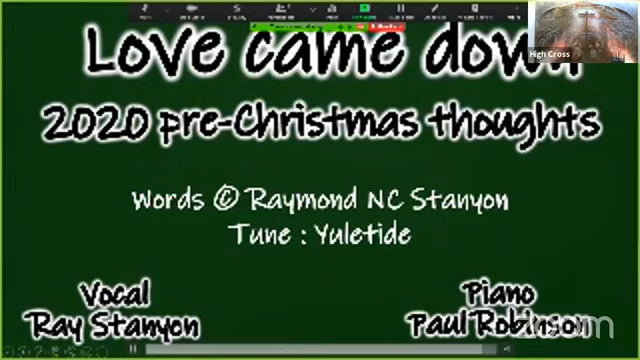 High Cross
Love came down
2020 pre-Christmas thoughts
Words © Raymond NC Stanyon
Tune : Yuletide
Vocal
Ray Stanyon
Piano
Paul Robinson
zoom